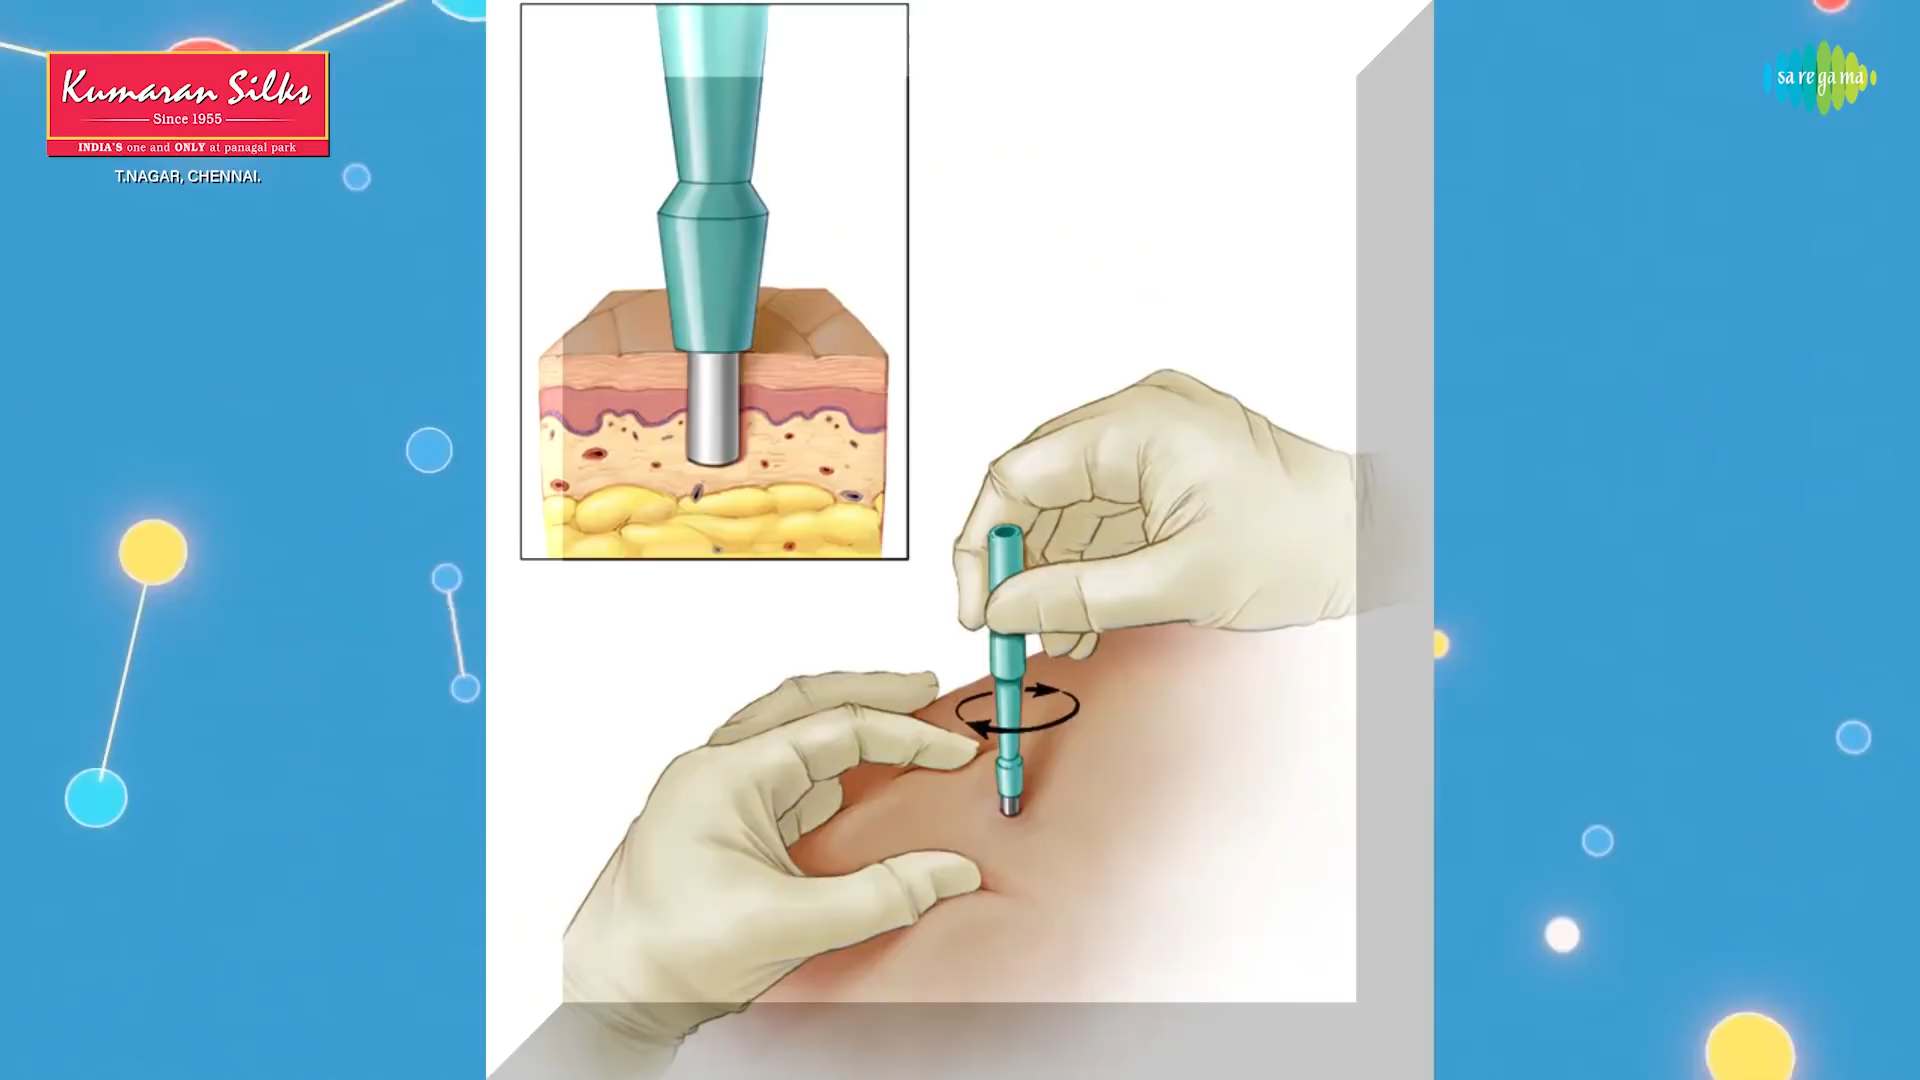 Kumaran Silks
Since 1955
INDIA'S one and ONLY at panagal park
T.NAGAR, CHENNAI.
sa re ga ma